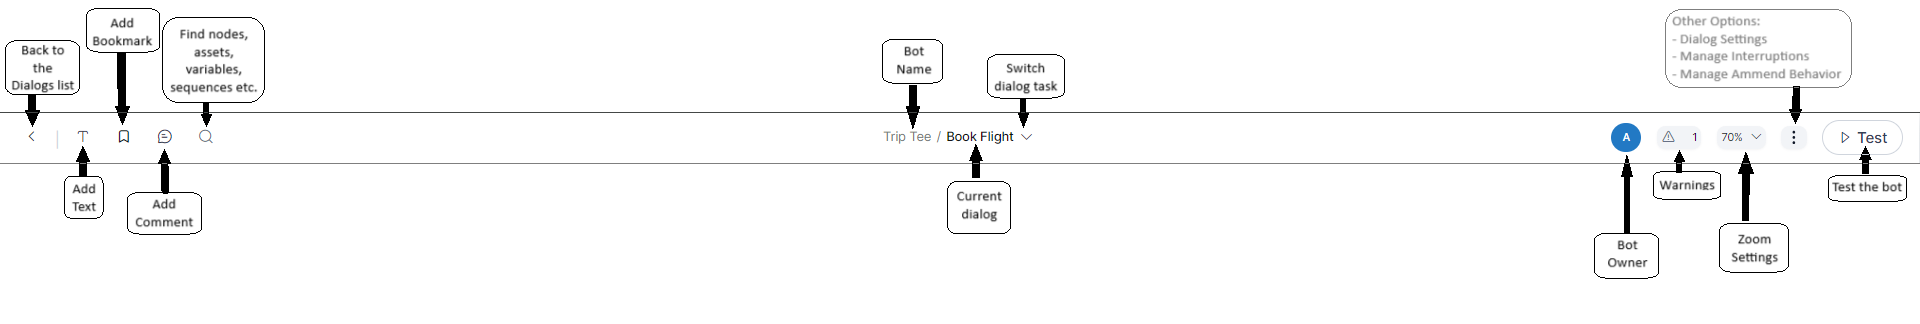 Add
Bookmark
Back to
the
Dialogs list
Find nodes,
assets,
variables,
sequences etc.
Bot
Name
Switch
dialog task
Other Options:
- Dialog Settings
- Manage Interruptions
- Manage Ammend Behavior
T
Trip Tee / Book Flight
A
1
70%
Test
Add
Text
Add
Comment
Current
dialog
Warnings
Test the bot
Bot
Owner
Zoom
Settings